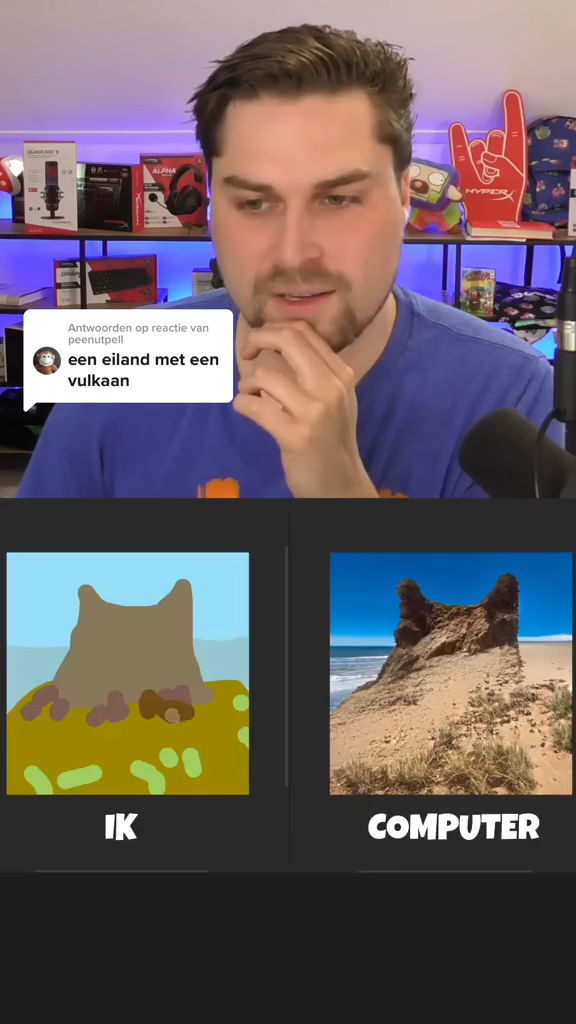 QUADCAST S
ALPHA
HYPERX
Antwoorden op reactie van
peenutpell
een eiland met een
vulkaan
IK
COMPUTER